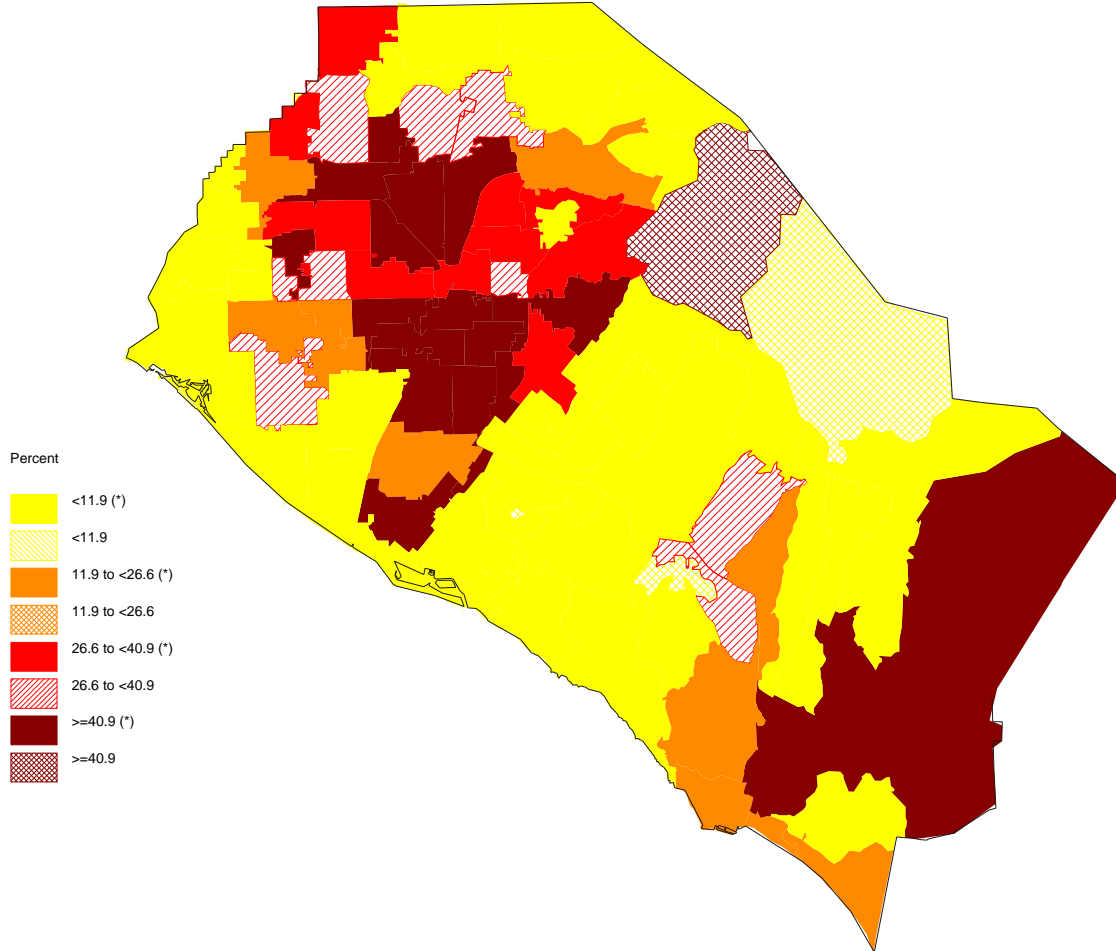 Percent
<11.9 (*)
<11.9
11.9 to <26.6 (*)
11.9 to <26.6
26.6 to <40.9 (*)
26.6 to <40.9
>=40.9 (*)
>=40.9